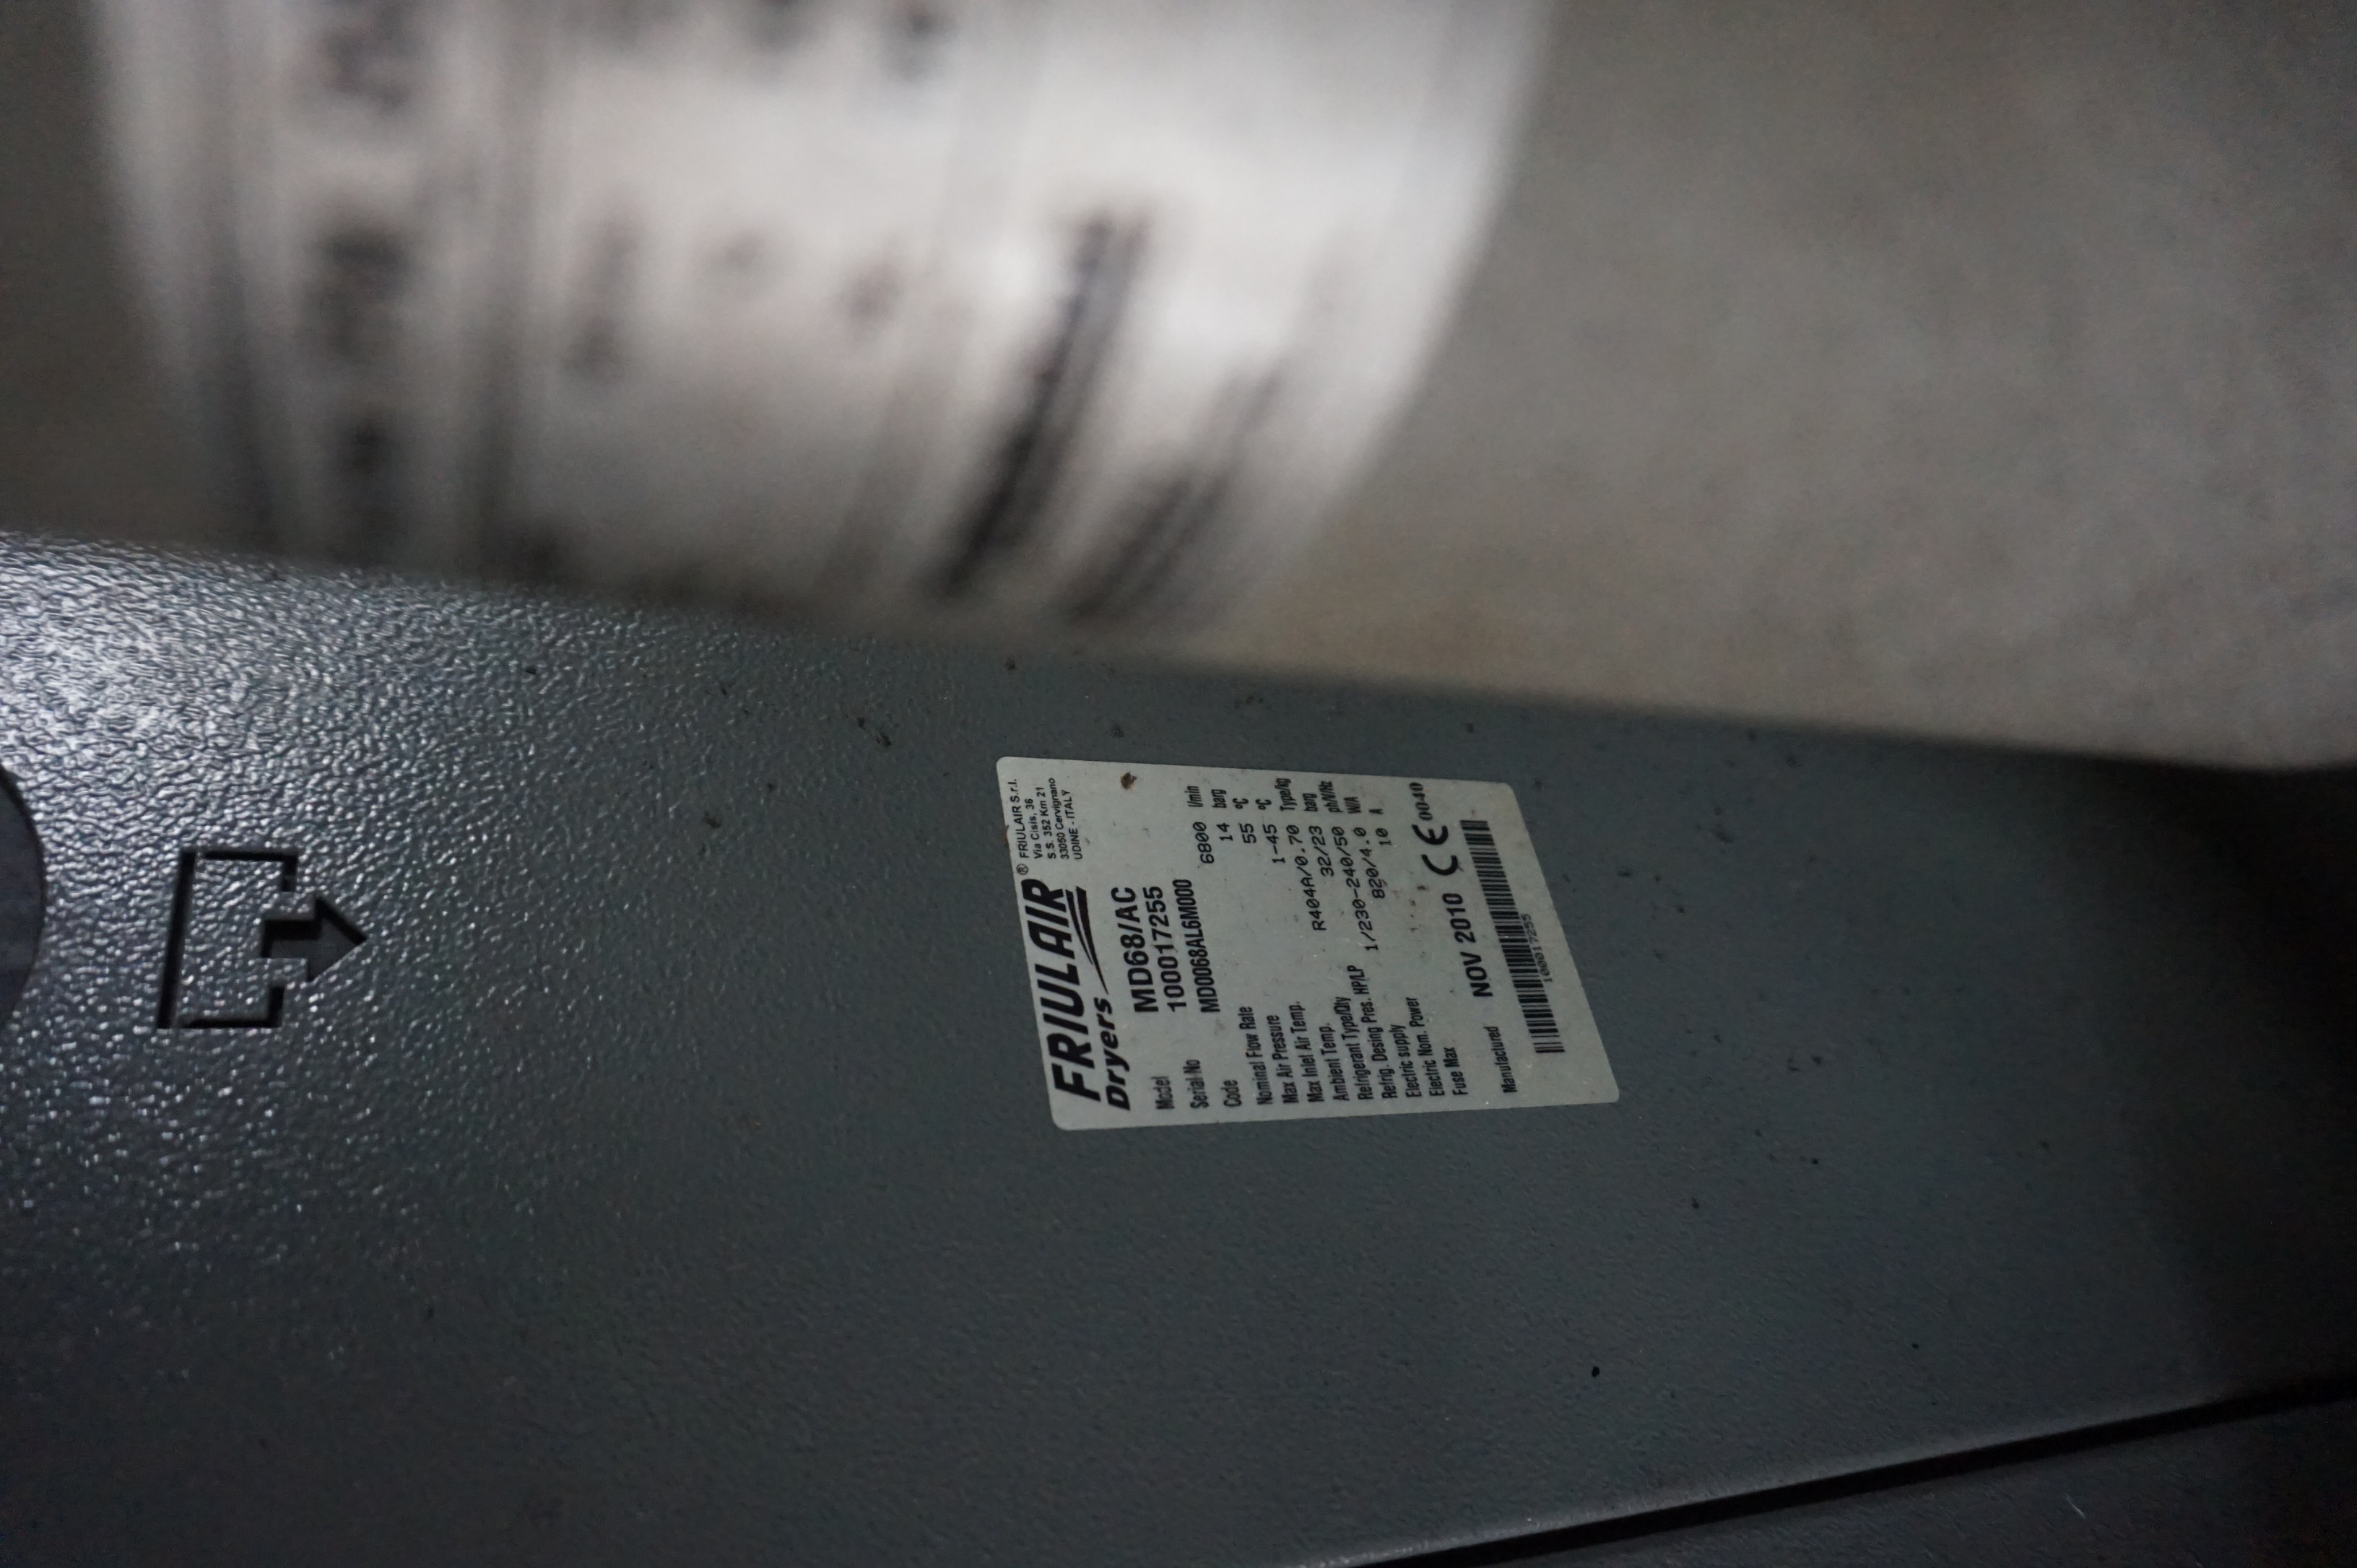 FRIULAIR® FRIULAIR S.r.l.
Via Cisis, 36
S.S. 352 Km 21
33050 Cervignano
UDINE - ITALY
Dryers
Model MD68/AC
Serial No 100017255
Code MD0068AL6M000
Nominal Flow Rate 6800 l/min
Max Air Pressure 14 barg
Max Inlet Air Temp. 55 °C
Ambient Temp. 1-45 °C
Refrigerant Type/Qty R404A/0.70 Type/kg
Refrig. Desing Pres. HP/LP 32/23 barg
Electric supply 1/230-240/50 ph/V/Hz
Electric Nom. Power 820/4.0 W/A
Fuse Max 10 A
Manufactured NOV 2010 CE 0040
100017255